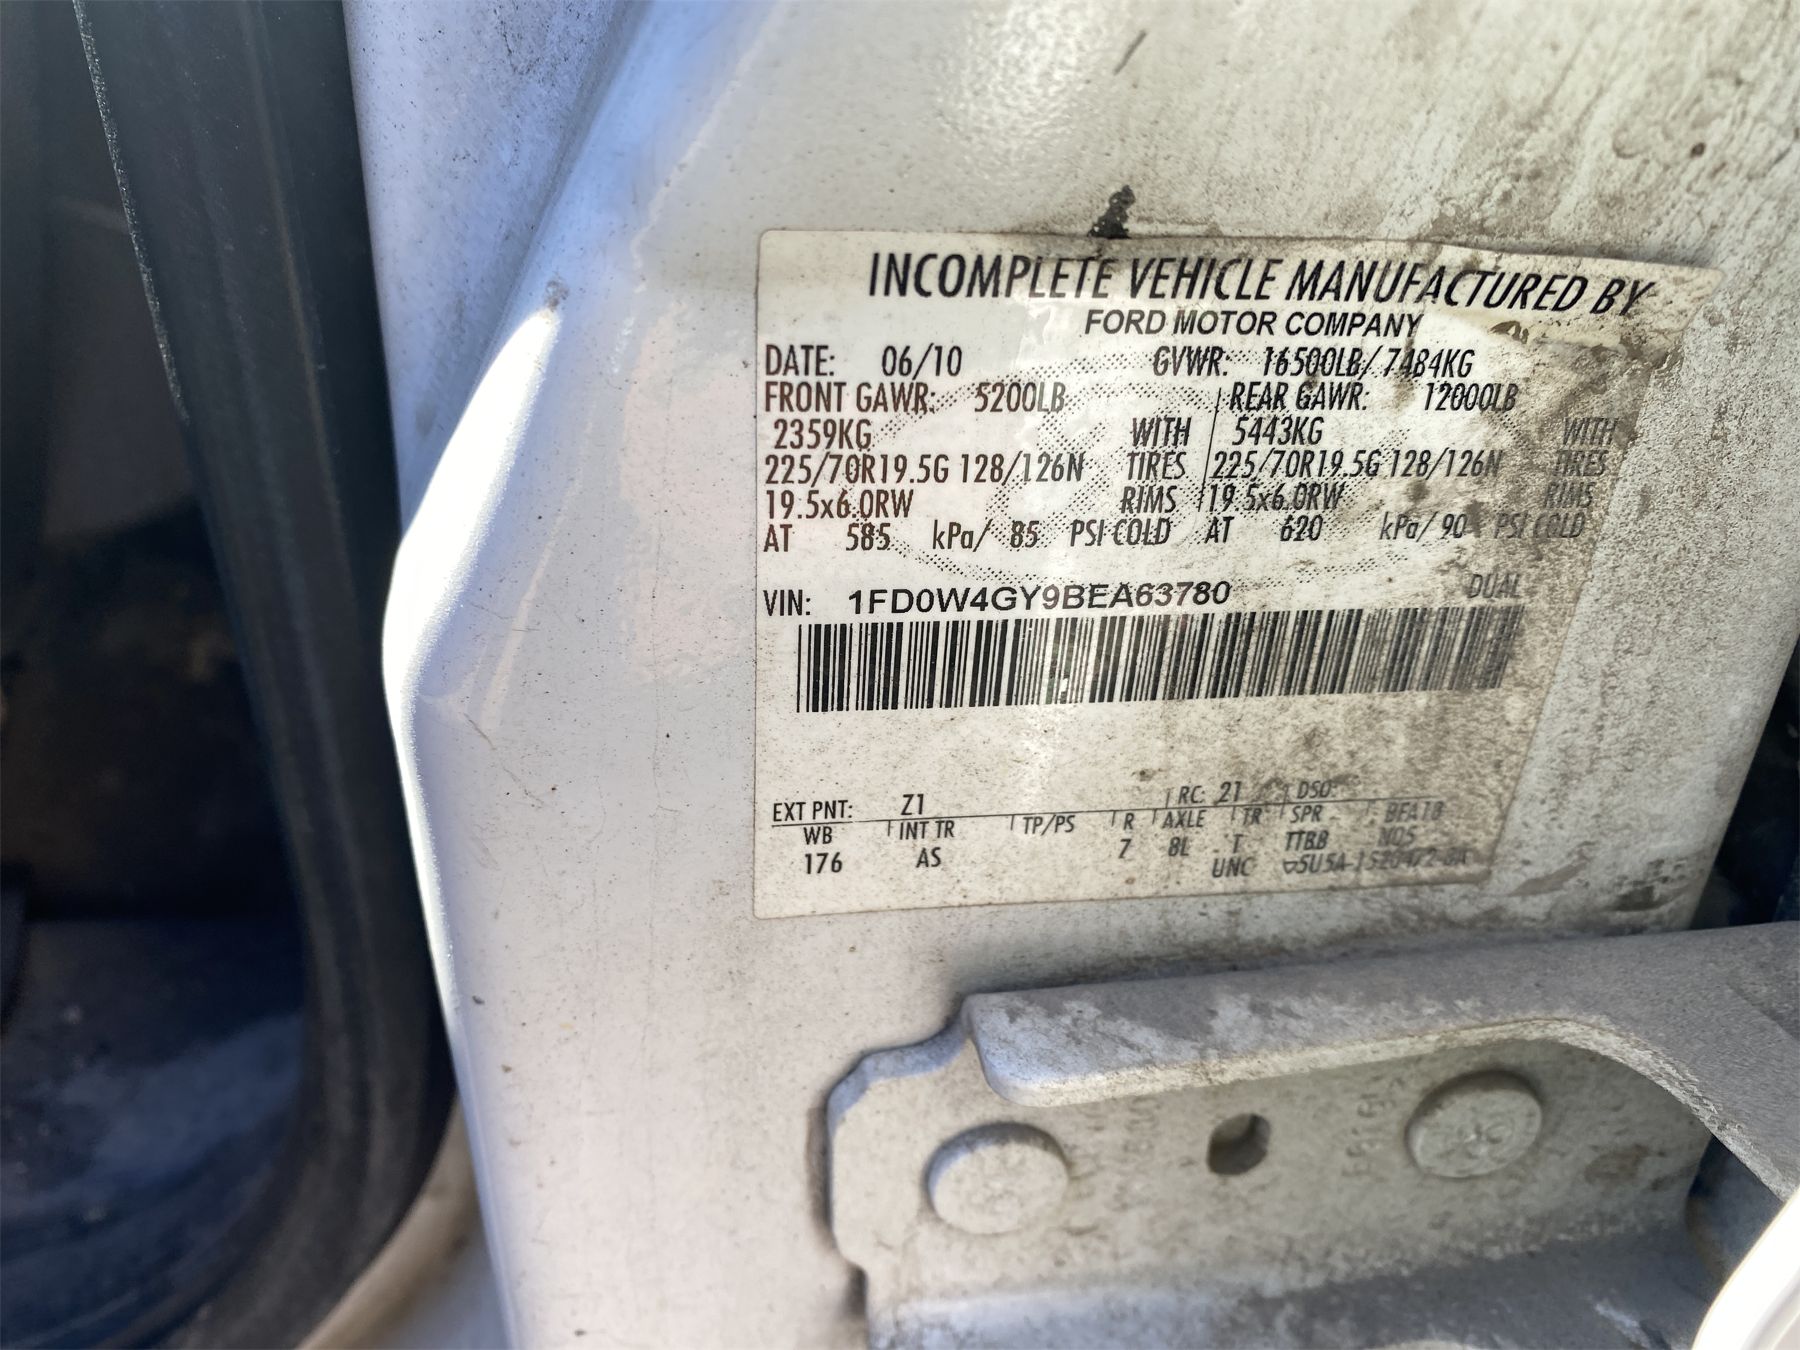 INCOMPLETE VEHICLE MANUFACTURED BY
FORD MOTOR COMPANY
DATE: 06/10 GVWR: 16500LB/ 7484KG
FRONT GAWR: 5200LB REAR GAWR: 12000LB
2359KG WITH 5443KG WITH
225/70R19.5G 128/126N TIRES 225/70R19.5G 128/126N TIRES
19.5x6.0RW RIMS 19.5x6.0RW RIMS
AT 585 kPa/ 85 PSI COLD AT 620 kPa/ 90 PSI COLD
DUAL
VIN: 1FD0W4GY9BEA63780
EXT PNT: Z1 RC: 21 DSO:
WB INT TR TP/PS R AXLE TR SPR
176 AS 7 8L T TTBB
UNC